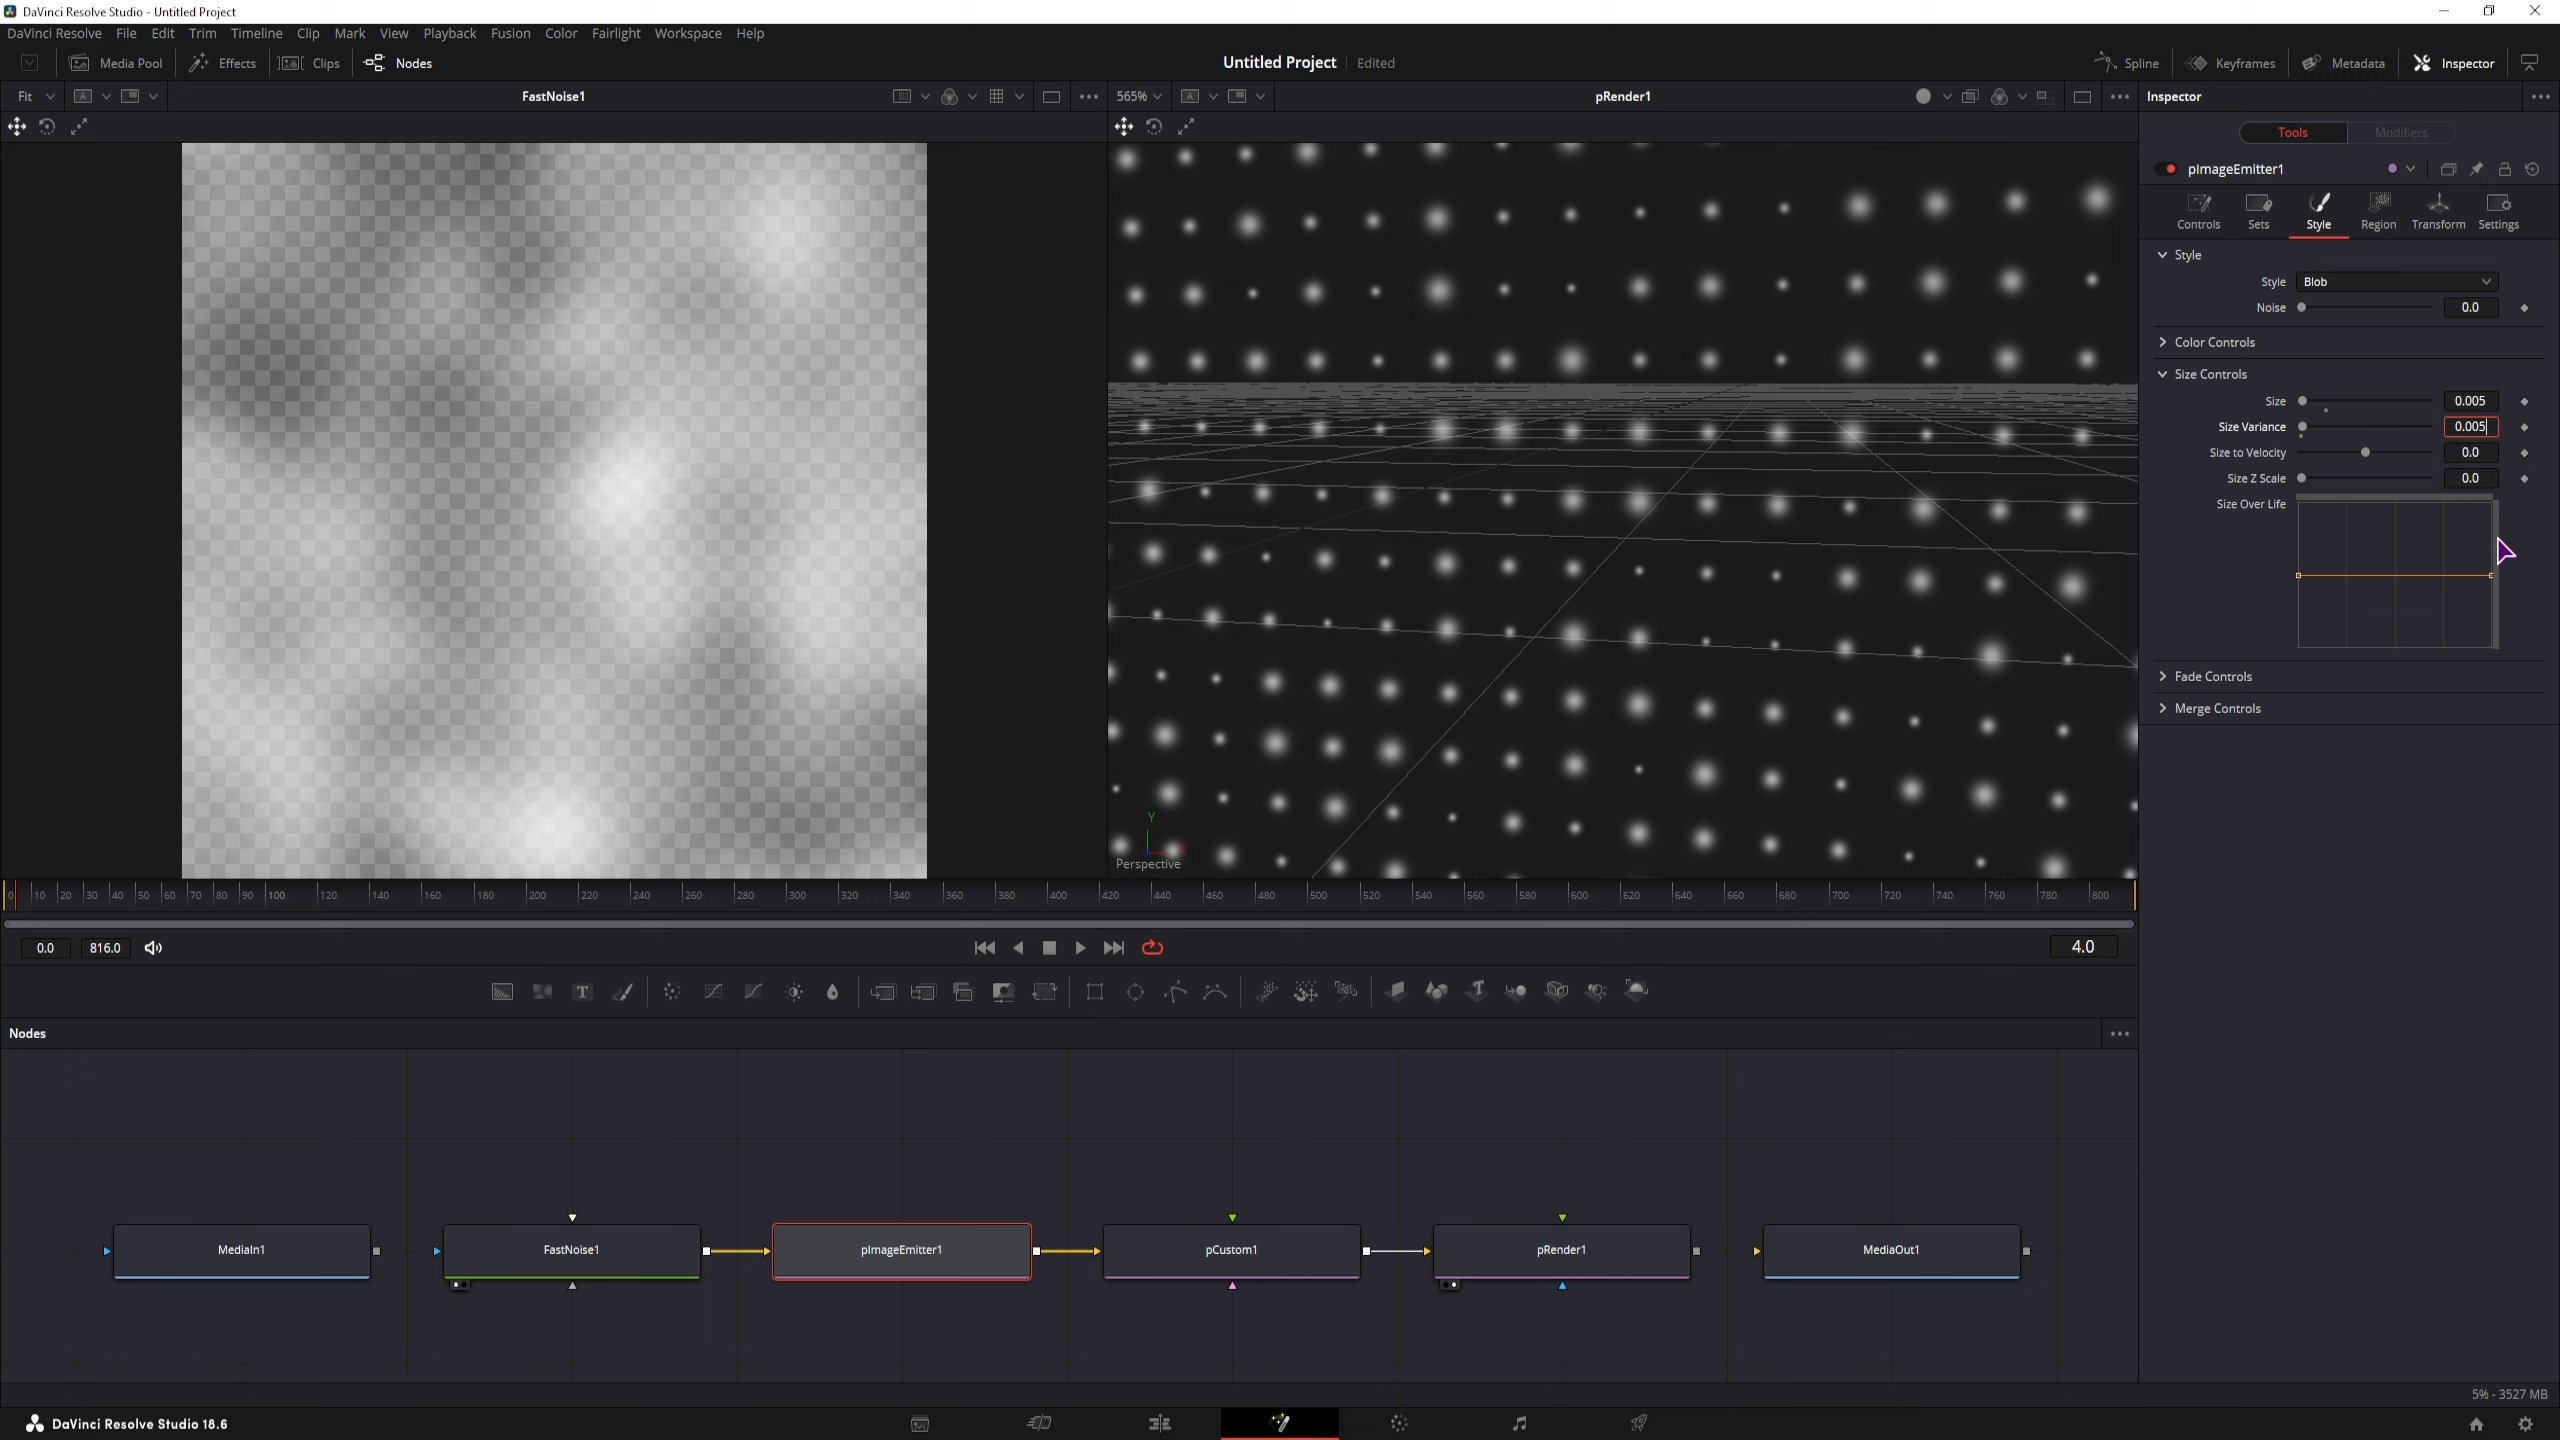 DaVinci Resolve Studio - Untitled Project
DaVinci Resolve File Edit Trim Timeline Clip Mark View Playback Fusion Color Fairlight Workspace Help
Media Pool Effects Clips Nodes Untitled Project Edited Spline Keyframes Metadata Inspector
Fit FastNoise1 565% pRender1 Inspector
Tools Modifiers
pImageEmitter1
Controls Sets Style Region Transform Settings
Style
Style Blob
Noise 0.0
Color Controls
Size Controls
Size 0.005
Size Variance 0.005
Size to Velocity 0.0
Size Z Scale 0.0
Size Over Life
Fade Controls
Merge Controls
Y
Perspective
0 10 20 30 40 50 60 70 80 90 100 120 140 160 180 200 220 240 260 280 300 320 340 360 380 400 420 440 460 480 500 520 540 560 580 600 620 640 660 680 700 720 740 760 780 800
0.0 816.0 4.0
Nodes
MediaIn1 FastNoise1 pImageEmitter1 pCustom1 pRender1 MediaOut1
5% - 3527 MB
DaVinci Resolve Studio 18.6